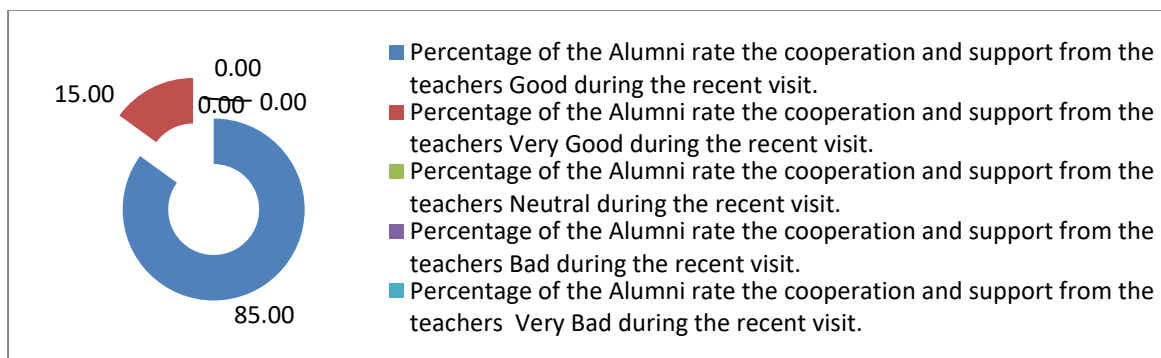 0.00
15.00
0.00 0.00
85.00
Percentage of the Alumni rate the cooperation and support from the
teachers Good during the recent visit.
Percentage of the Alumni rate the cooperation and support from the
teachers Very Good during the recent visit.
Percentage of the Alumni rate the cooperation and support from the
teachers Neutral during the recent visit.
Percentage of the Alumni rate the cooperation and support from the
teachers Bad during the recent visit.
Percentage of the Alumni rate the cooperation and support from the
teachers  Very Bad during the recent visit.